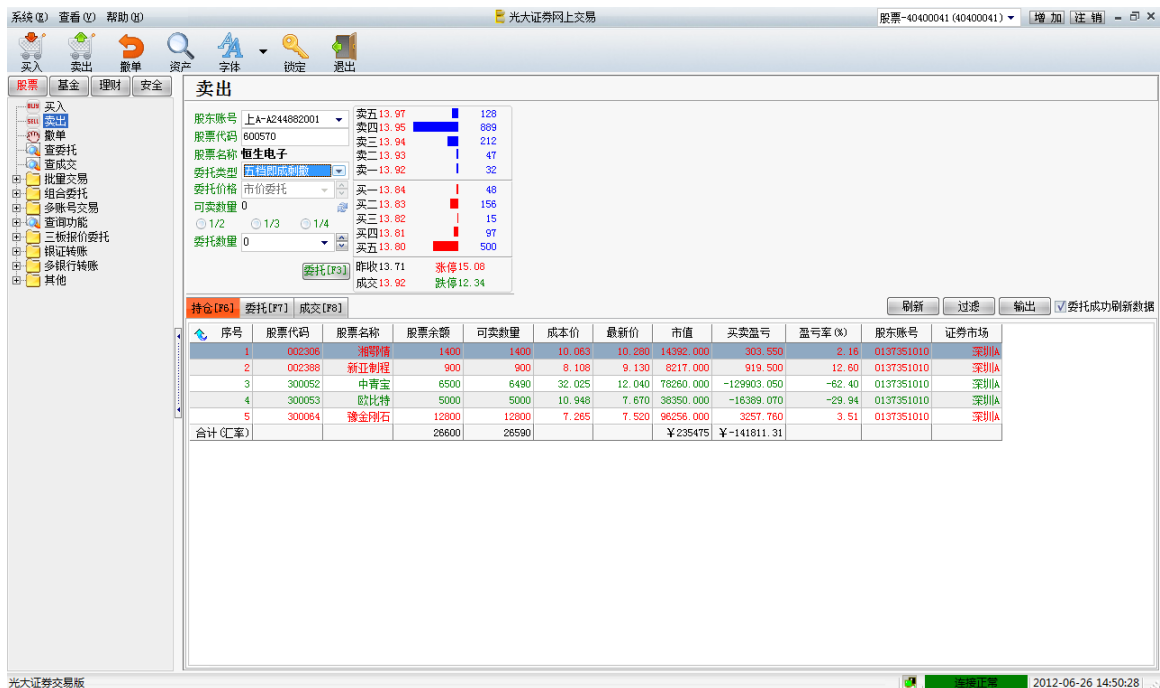 系统(S) 查看(V) 帮助(H) 光大证券网上交易 股票-40400041 (40400041) 增 加 注 销
买入 卖出 撤单 资产 字体 锁定 退出
股票 基金 理财 安全
买入
卖出
撤单
查委托
查成交
批量交易
组合委托
多账号交易
查询功能
三板报价委托
银证转账
多银行转账
其他
卖出
股东账号 上A-A244882001
股票代码 600570
股票名称 恒生电子
委托类型 五档即成剩撤
委托价格 市价委托
可卖数量 0
1/2 1/3 1/4
委托数量 0
委托[F3]
卖五 13.97 128
卖四 13.95 889
卖三 13.94 212
卖二 13.93 47
卖一 13.92 32
买一 13.84 48
买二 13.83 156
买三 13.82 15
买四 13.81 97
买五 13.80 500
昨收 13.71 涨停 15.08
成交 13.92 跌停 12.34
持仓[F6] 委托[F7] 成交[F8] 刷新 过滤 输出 委托成功刷新数据
序号 股票代码 股票名称 股票余额 可卖数量 成本价 最新价 市值 买卖盈亏 盈亏率(%) 股东账号 证券市场
1 002306 湘鄂情 1400 1400 10.063 10.280 14392.000 303.550 2.16 0137351010 深圳A
2 002388 新亚制程 900 900 8.108 9.130 8217.000 919.500 12.60 0137351010 深圳A
3 300052 中青宝 6500 6490 32.025 12.040 78260.000 -129903.050 -62.40 0137351010 深圳A
4 300053 欧比特 5000 5000 10.948 7.670 38350.000 -16389.070 -29.94 0137351010 深圳A
5 300064 豫金刚石 12800 12800 7.265 7.520 96256.000 3257.760 3.51 0137351010 深圳A
合计(汇率) 26600 26590 ￥235475 ￥-141811.31
光大证券交易版 连接正常 2012-06-26 14:50:28